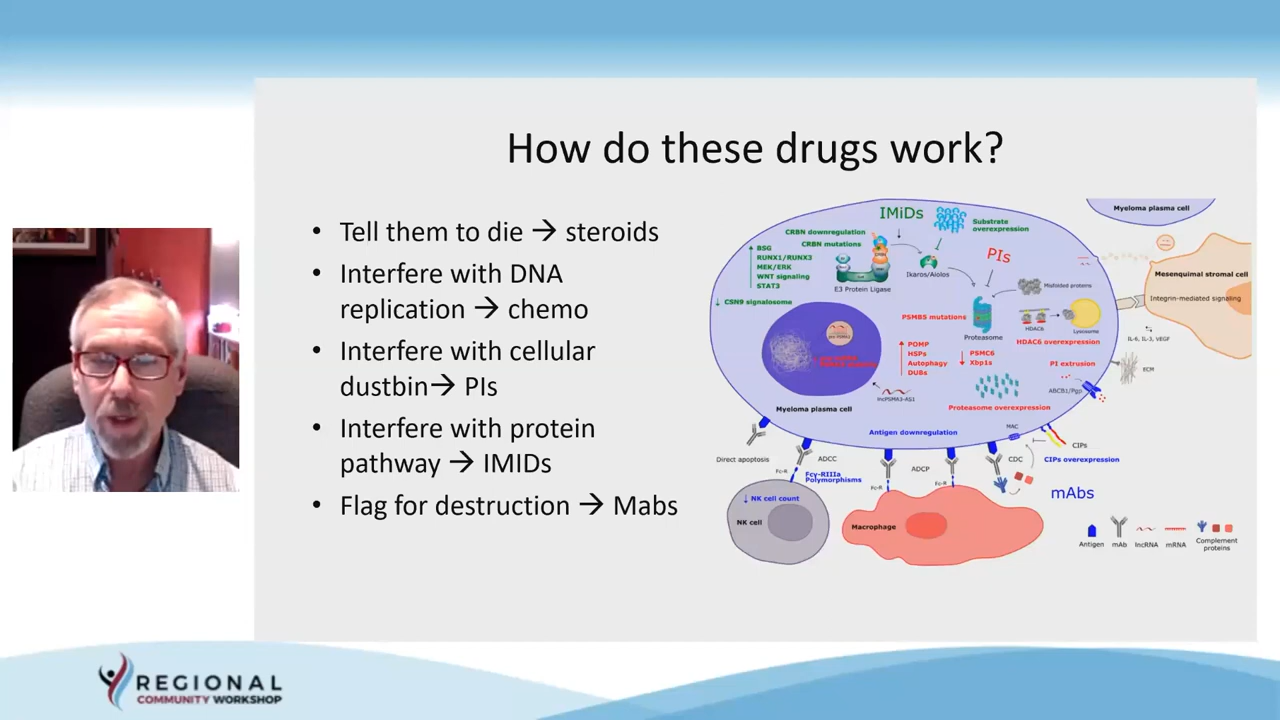 How do these drugs work?
• Tell them to die → steroids
• Interfere with DNA
replication → chemo
• Interfere with cellular
dustbin→ PIs
• Interfere with protein
pathway → IMIDs
• Flag for destruction → Mabs
Myeloma plasma cell
IMiDs
Substrate
overexpression
CRBN downregulation
CRBN mutations
BSG
RUNX1/RUNX3
MEK/ERK
WNT signaling
STAT3
CRBN
E3 Protein Ligase
Ikaros/Aiolos
PIs
Mesenquimal stromal cell
Integrin-mediated signaling
Misfolded proteins
↓ CSN9 signalosoma
PSMB5 mutations
Proteasome
HDAC6
Lysosome
HDAC6 overexpression
IL-6, IL-3, VEGF
POMP
HSPs
Autophagy
DUBs
PSMC6
Xbp1s
PI extrusion
ECM
ABCB1/Pgp
lncPSMA3-AS1
Proteasome overexpression
Myeloma plasma cell
Antigen downregulation
MAC
CIPs
CIPs overexpression
Direct apoptosis
ADCC
Fc-R
Fcγ-RIIIa
Polymorphisms
ADCP
Fc-R
Fc-R
CDC
mAbs
↓ NK cell count
NK cell
Macrophage
Antigen
mAb
lncRNA
mRNA
Complement
proteins
REGIONAL
COMMUNITY WORKSHOP